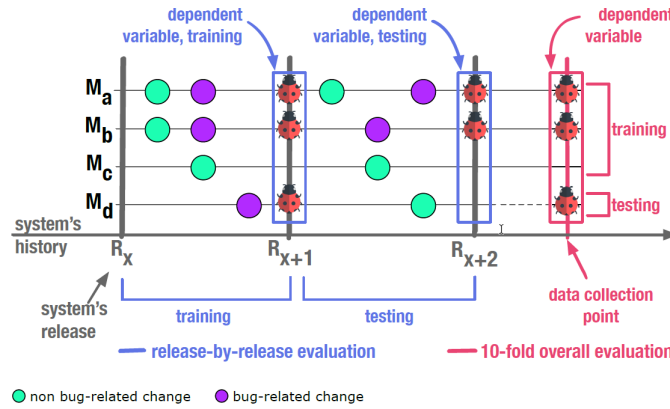 dependent
variable, training
dependent
variable, testing
dependent
variable
Ma
Mb
Mc
Md
training
testing
system's
history
Rx
Rx+1
Rx+2
system's
release
training
testing
data collection
point
release-by-release evaluation
10-fold overall evaluation
non bug-related change
bug-related change